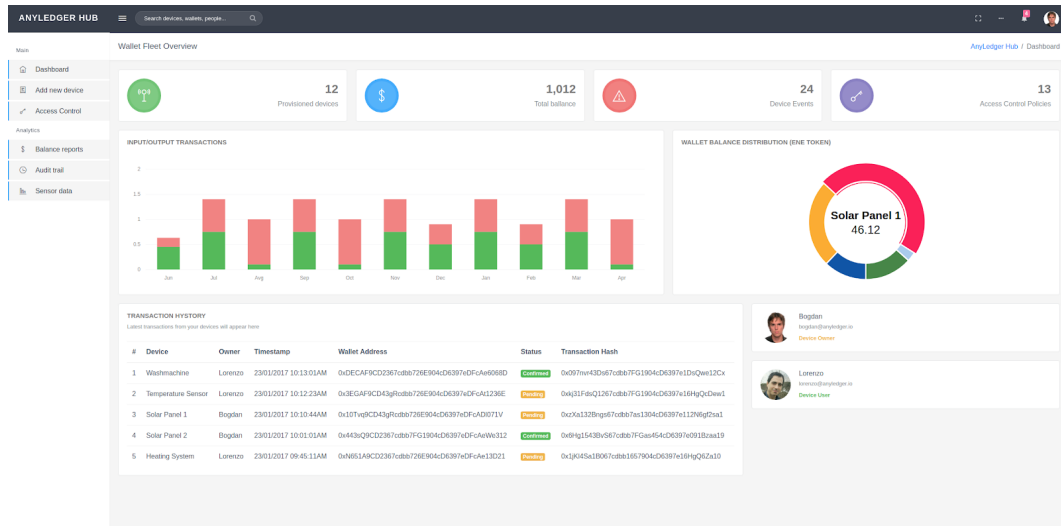 ANYLEDGER HUB
Search devices, wallets, people...
4
Main
Dashboard
Add new device
Access Control
Analytics
Balance reports
Audit trail
Sensor data
Wallet Fleet Overview
AnyLedger Hub / Dashboard
12
Provisioned devices
1,012
Total ballance
24
Device Events
13
Access Control Policies
INPUT/OUTPUT TRANSACTIONS
2
1.5
1
0.5
0
Jun Jul Avg Sep Oct Nov Dec Jan Feb Mar Apr
WALLET BALANCE DISTRIBUTION (ENE TOKEN)
Solar Panel 1
46.12
TRANSACTION HYSTORY
Latest transactions from your devices will appear here
# Device Owner Timestamp Wallet Address Status Transaction Hash
1 Washmachine Lorenzo 23/01/2017 10:13:01AM 0xDECAF9CD2367cdbb726E904cD6397eDFcAe6068D Confirmed 0x097nvr43Ds67cdbb7FG1904cD6397e1DsQwe12Cx
2 Temperature Sensor Lorenzo 23/01/2017 10:12:23AM 0x3EGAF9CD43gRcdbb726E904cD6397eDFcAt1236E Pending 0xkj31FdsQ1267cdbb7FG1904cD6397e16HgQcDew1
3 Solar Panel 1 Bogdan 23/01/2017 10:10:44AM 0x10Tvq9CD43gRcdbb726E904cD6397eDFcADI071V Pending 0xzXa132Bngs67cdbb7as1304cD6397e112N6gf2sa1
4 Solar Panel 2 Bogdan 23/01/2017 10:01:01AM 0x443sQ9CD2367cdbb7FG1904cD6397eDFcAeWe312 Confirmed 0x6Hg1543BvS67cdbb7FGas454cD6397e091Bzaa19
5 Heating System Lorenzo 23/01/2017 09:45:11AM 0xN651A9CD2367cdbb726E904cD6397eDFcAe13D21 Pending 0x1jKI4Sa1B067cdbb1657904cD6397e16HgQ6Za10
Bogdan
bogdan@anyledger.io
Device Owner
Lorenzo
lorenzo@anyledger.io
Device User